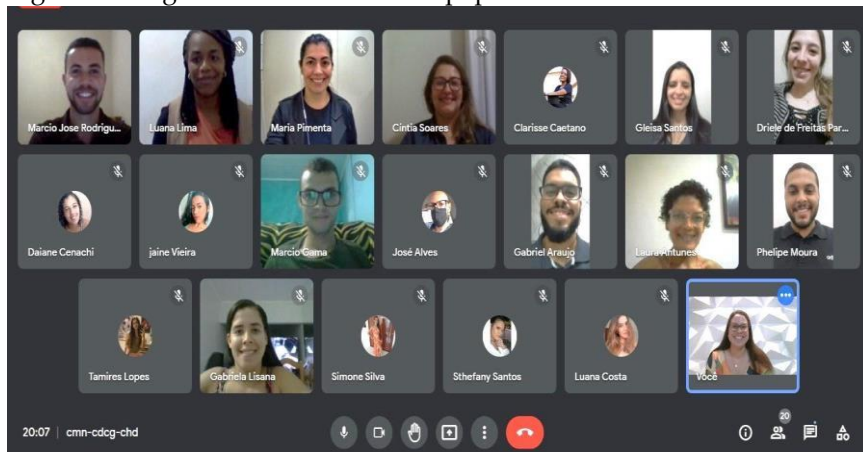 Marcio Jose Rodrigu...
Luana Lima
Maria Pimenta
Cíntia Soares
Clarisse Caetano
Gleisa Santos
Driele de Freitas Par...
Daiane Cenachi
jaine Vieira
Marcio Gama
José Alves
Gabriel Araujo
Laura Antunes
Phelipe Moura
Tamires Lopes
Gabriela Lisana
Simone Silva
Sthefany Santos
Luana Costa
Você
20:07 | cmn-cdcg-chd
20